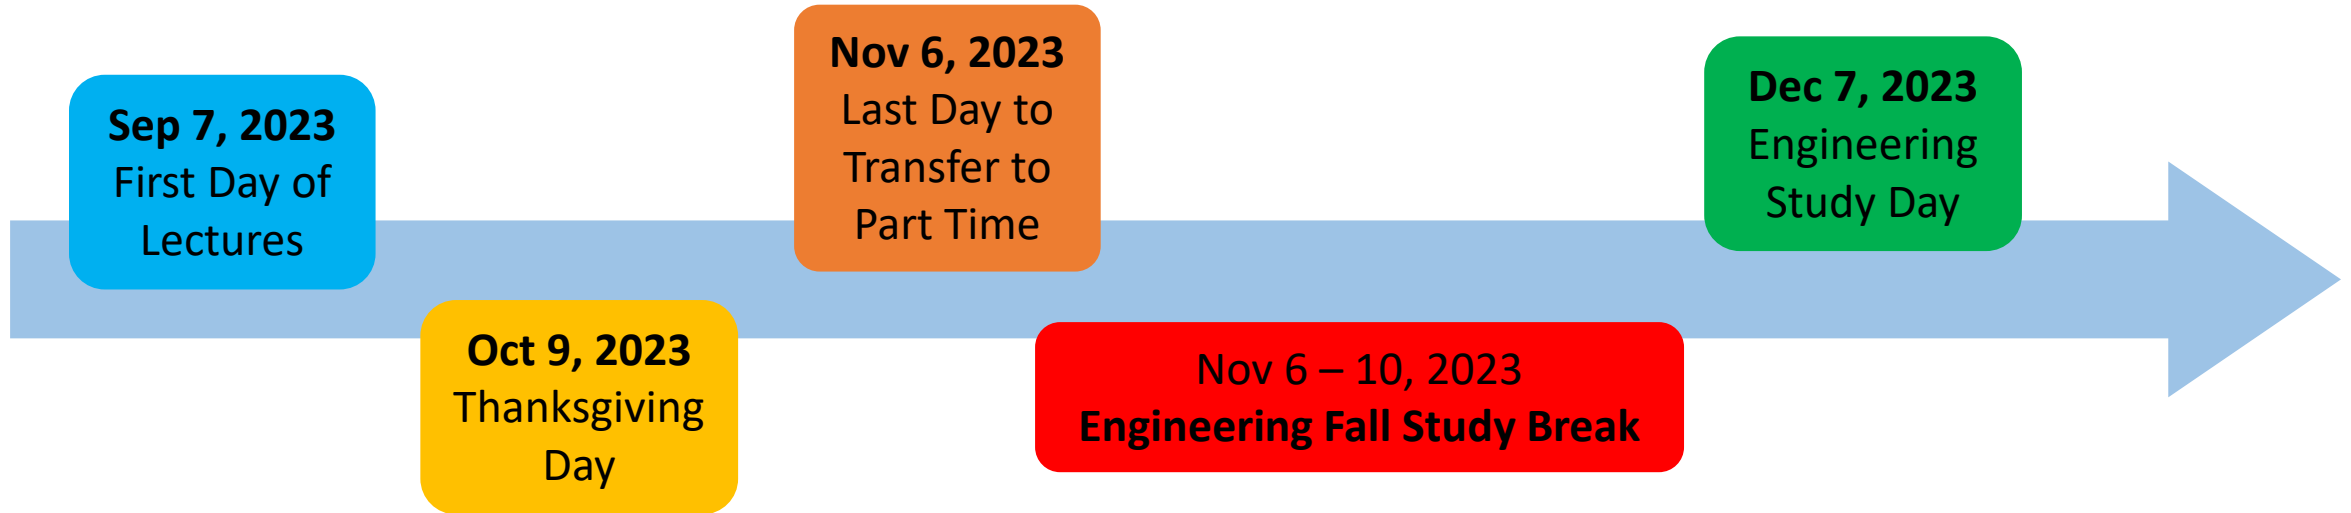 Sep 7, 2023
First Day of
Lectures
Oct 9, 2023
Thanksgiving
Day
Nov 6, 2023
Last Day to
Transfer to
Part Time
Nov 6 – 10, 2023
Engineering Fall Study Break
Dec 7, 2023
Engineering
Study Day